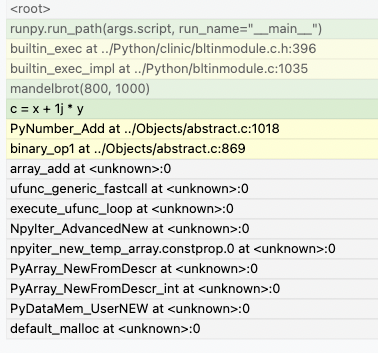 <root>
runpy.run_path(args.script, run_name="__main__")
builtin_exec at ../Python/clinic/bltinmodule.c.h:396
builtin_exec_impl at ../Python/bltinmodule.c:1035
mandelbrot(800, 1000)
c = x + 1j * y
PyNumber_Add at ../Objects/abstract.c:1018
binary_op1 at ../Objects/abstract.c:869
array_add at <unknown>:0
ufunc_generic_fastcall at <unknown>:0
execute_ufunc_loop at <unknown>:0
NpyIter_AdvancedNew at <unknown>:0
npyiter_new_temp_array.constprop.0 at <unknown>:0
PyArray_NewFromDescr at <unknown>:0
PyArray_NewFromDescr_int at <unknown>:0
PyDataMem_UserNEW at <unknown>:0
default_malloc at <unknown>:0